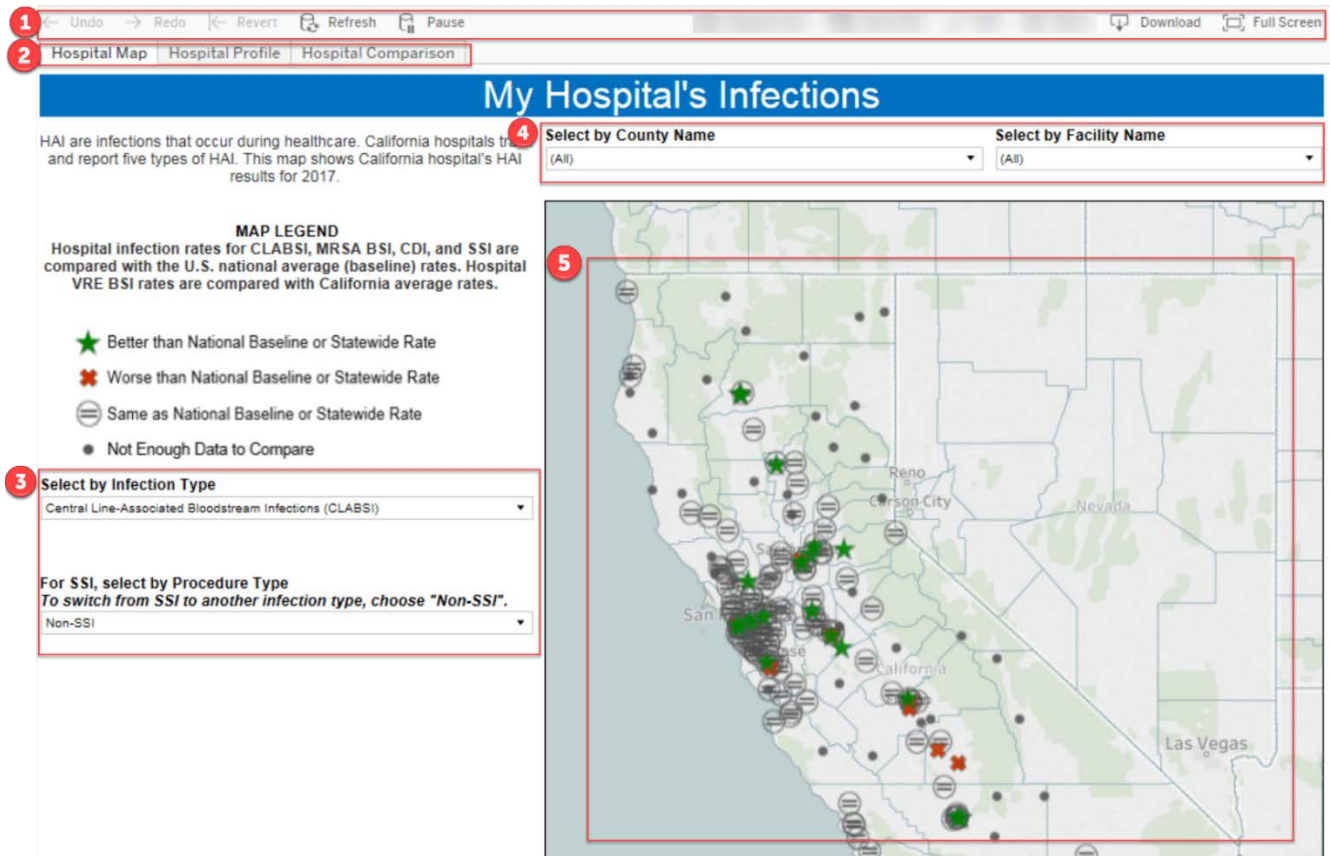 1
Undo Redo Revert Refresh Pause Download Full Screen
2
Hospital Map Hospital Profile Hospital Comparison
My Hospital's Infections
HAI are infections that occur during healthcare. California hospitals
and report five types of HAI. This map shows California hospital's HAI
results for 2017.
MAP LEGEND
Hospital infection rates for CLABSI, MRSA BSI, CDI, and SSI are
compared with the U.S. national average (baseline) rates. Hospital
VRE BSI rates are compared with California average rates.
Better than National Baseline or Statewide Rate
Worse than National Baseline or Statewide Rate
Same as National Baseline or Statewide Rate
Not Enough Data to Compare
3
Select by Infection Type
Central Line-Associated Bloodstream Infections (CLABSI)
For SSI, select by Procedure Type
To switch from SSI to another infection type, choose "Non-SSI".
Non-SSI
4
Select by County Name Select by Facility Name
(All) (All)
5
Reno
Carson City
Nevada
San
California
Las Vegas